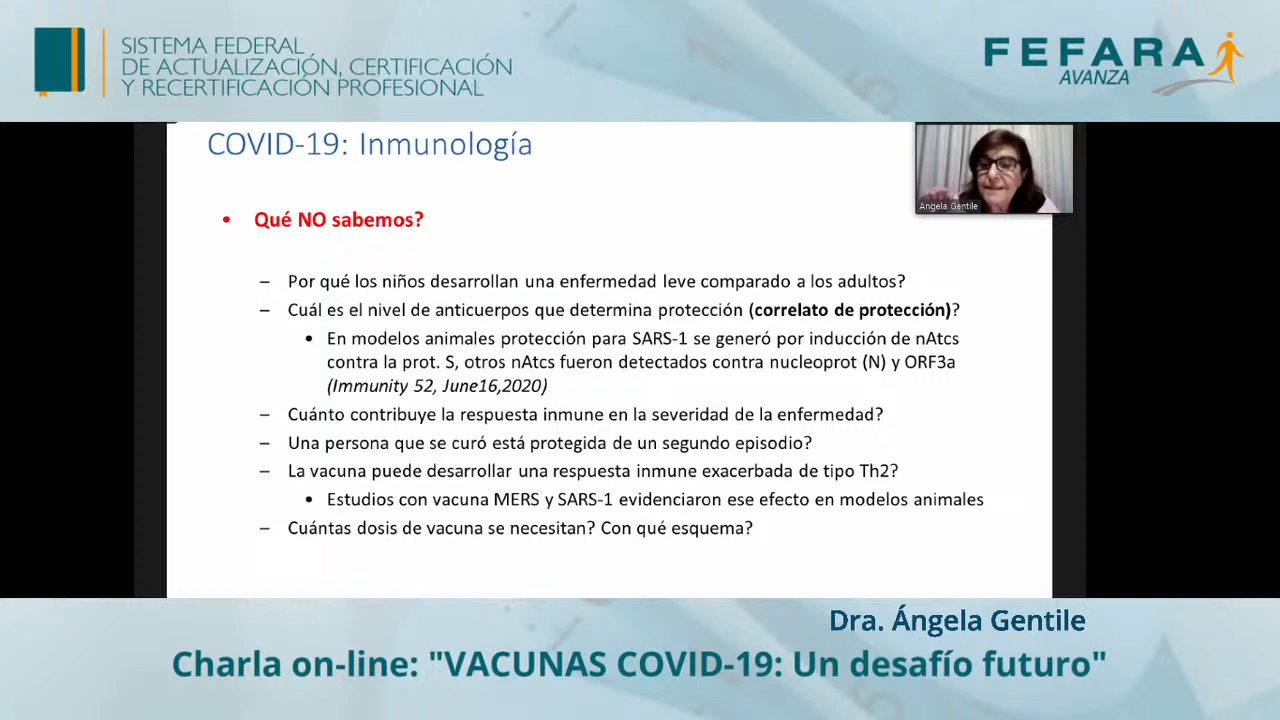 SISTEMA FEDERAL
DE ACTUALIZACIÓN, CERTIFICACIÓN
Y RECERTIFICACIÓN PROFESIONAL
FEFARA
AVANZA
COVID-19: Inmunología
Angela Gentile
• Qué NO sabemos?
– Por qué los niños desarrollan una enfermedad leve comparado a los adultos?
– Cuál es el nivel de anticuerpos que determina protección (correlato de protección)?
• En modelos animales protección para SARS-1 se generó por inducción de nAtcs
contra la prot. S, otros nAtcs fueron detectados contra nucleoprot (N) y ORF3a
(Immunity 52, June16,2020)
– Cuánto contribuye la respuesta inmune en la severidad de la enfermedad?
– Una persona que se curó está protegida de un segundo episodio?
– La vacuna puede desarrollar una respuesta inmune exacerbada de tipo Th2?
• Estudios con vacuna MERS y SARS-1 evidenciaron ese efecto en modelos animales
– Cuántas dosis de vacuna se necesitan? Con qué esquema?
Dra. Ángela Gentile
Charla on-line: "VACUNAS COVID-19: Un desafío futuro"